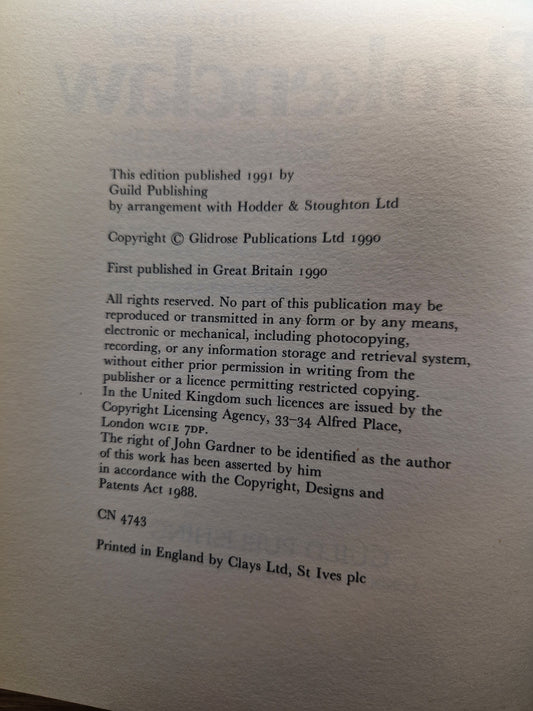 Brokenclaw
This edition published 1991 by
Guild Publishing
by arrangement with Hodder & Stoughton Ltd
Copyright © Glidrose Publications Ltd 1990
First published in Great Britain 1990
All rights reserved. No part of this publication may be
reproduced or transmitted in any form or by any means,
electronic or mechanical, including photocopying,
recording, or any information storage and retrieval system,
without either prior permission in writing from the
publisher or a licence permitting restricted copying.
In the United Kingdom such licences are issued by the
Copyright Licensing Agency, 33–34 Alfred Place,
London WC1E 7DP.
The right of John Gardner to be identified as the author
of this work has been asserted by him
in accordance with the Copyright, Designs and
Patents Act 1988.
CN 4743
Printed in England by Clays Ltd, St Ives plc
GUILD PUBLISHING